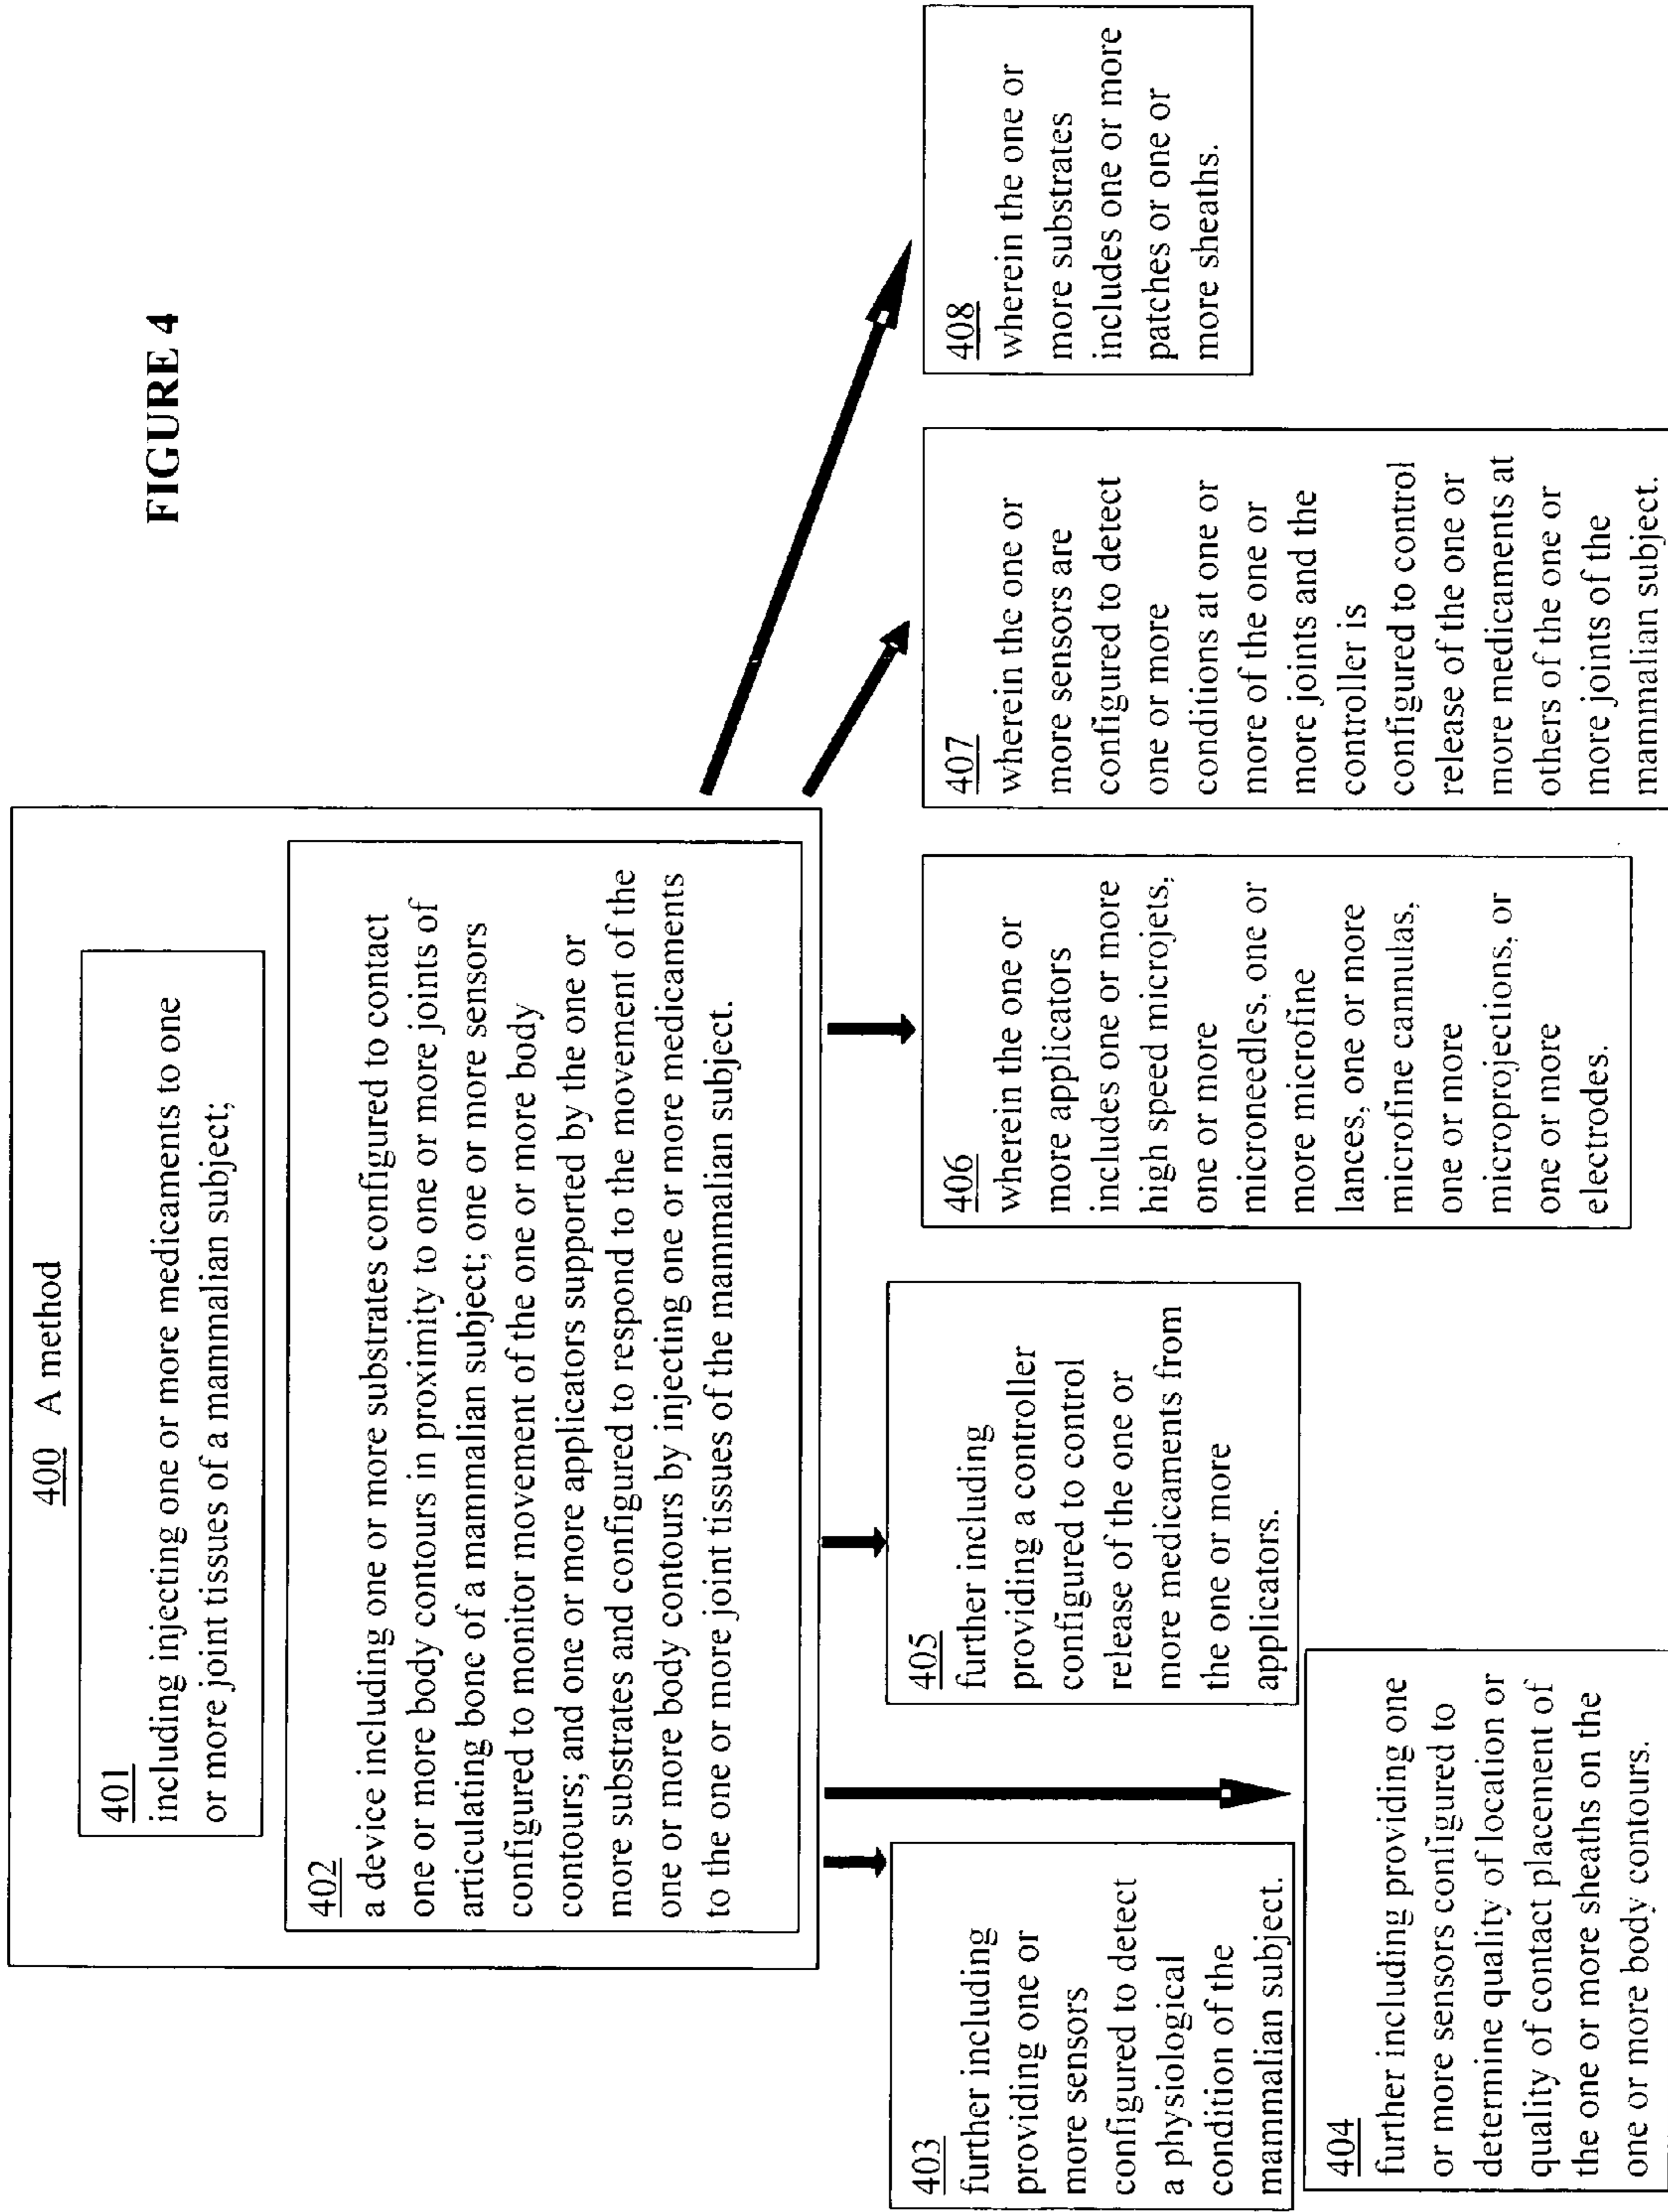 FIGURE 4
400 A method
401
including injecting one or more medicaments to one
or more joint tissues of a mammalian subject;
402
a device including one or more substrates configured to contact
one or more body contours in proximity to one or more joints of
articulating bone of a mammalian subject; one or more sensors
configured to monitor movement of the one or more body
contours; and one or more applicators supported by the one or
more substrates and configured to respond to the movement of the
one or more body contours by injecting one or more medicaments
to the one or more joint tissues of the mammalian subject.
403
further including
providing one or
more sensors
configured to detect
a physiological
condition of the
mammalian subject.
404
further including providing one
or more sensors configured to
determine quality of location or
quality of contact placement of
the one or more sheaths on the
one or more body contours.
405
further including
providing a controller
configured to control
release of the one or
more medicaments from
the one or more
applicators.
406
wherein the one or
more applicators
includes one or more
high speed microjets,
one or more
microneedles, one or
more microfine
lances, one or more
microfine cannulas,
one or more
microprojections, or
one or more
electrodes.
407
wherein the one or
more sensors are
configured to detect
one or more
conditions at one or
more of the one or
more joints and the
controller is
configured to control
release of the one or
more medicaments at
others of the one or
more joints of the
mammalian subject.
408
wherein the one or
more substrates
includes one or more
patches or one or
more sheaths.